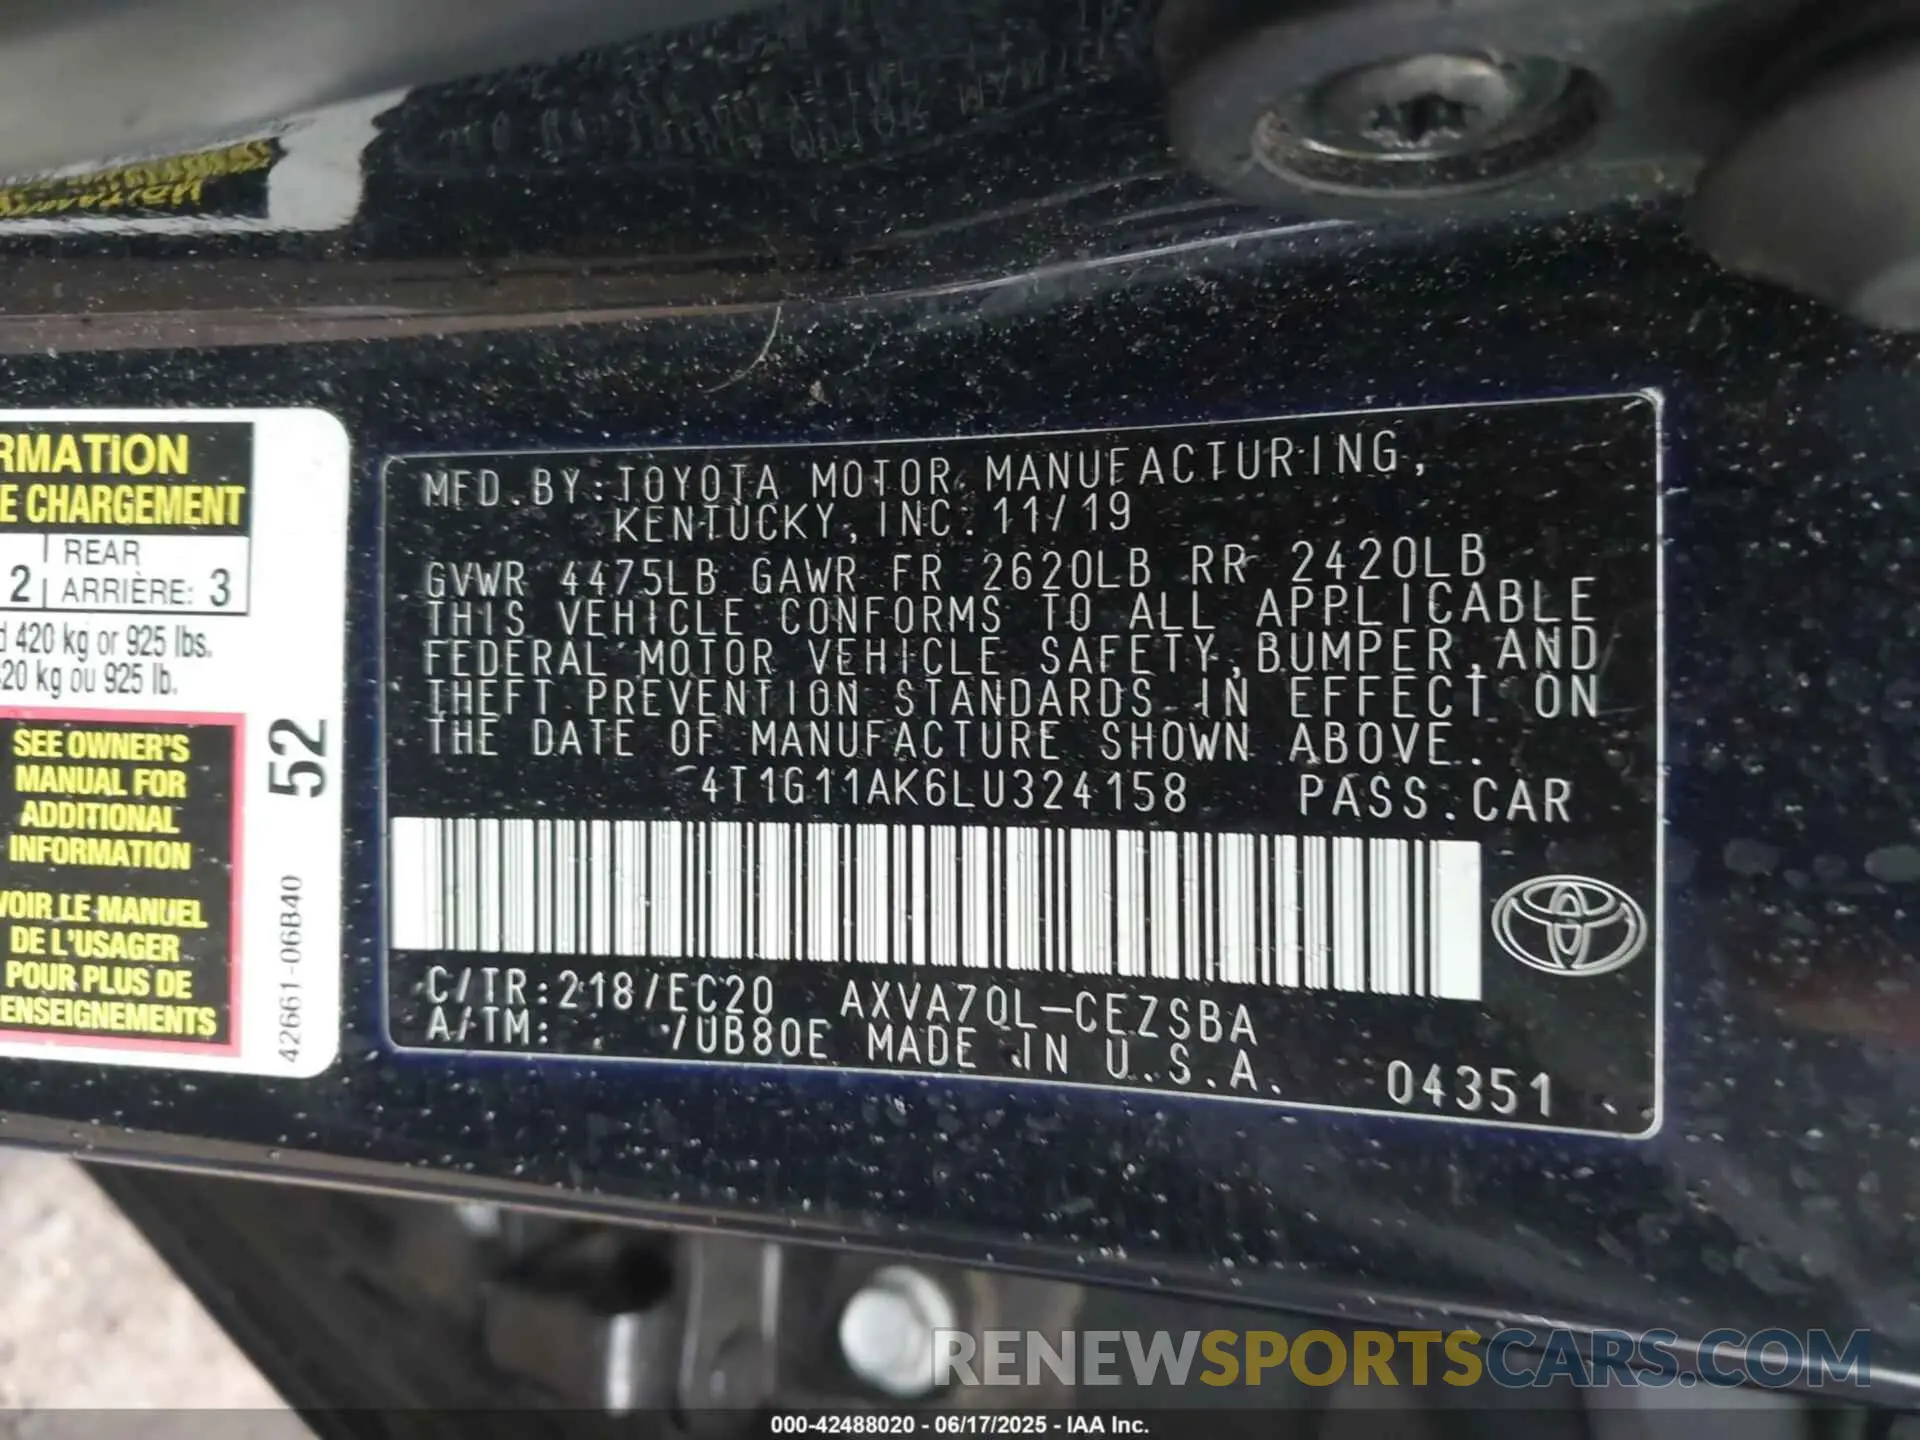 RMATION
E CHARGEMENT
2 REAR
ARRIÈRE: 3
420 kg or 925 lbs.
20 kg ou 925 lb.
SEE OWNER'S
MANUAL FOR
ADDITIONAL
INFORMATION
VOIR LE MANUEL
DE L'USAGER
POUR PLUS DE
ENSEIGNEMENTS
52
42661-06B40
MFD.BY:TOYOTA MOTOR MANUFACTURING,
KENTUCKY, INC. 11/19
GVWR 4475LB GAWR FR 2620LB RR 2420LB
THIS VEHICLE CONFORMS TO ALL APPLICABLE
FEDERAL MOTOR VEHICLE SAFETY,BUMPER,AND
THEFT PREVENTION STANDARDS IN EFFECT ON
THE DATE OF MANUFACTURE SHOWN ABOVE.
4T1G11AK6LU324158 PASS.CAR
C/TR:218/EC20 AXVA70L-CEZSBA
A/TM: /UB80E MADE IN U.S.A.
04351
RENEWSPORTSCARS.COM
000-42488020 - 06/17/2025 - IAA Inc.